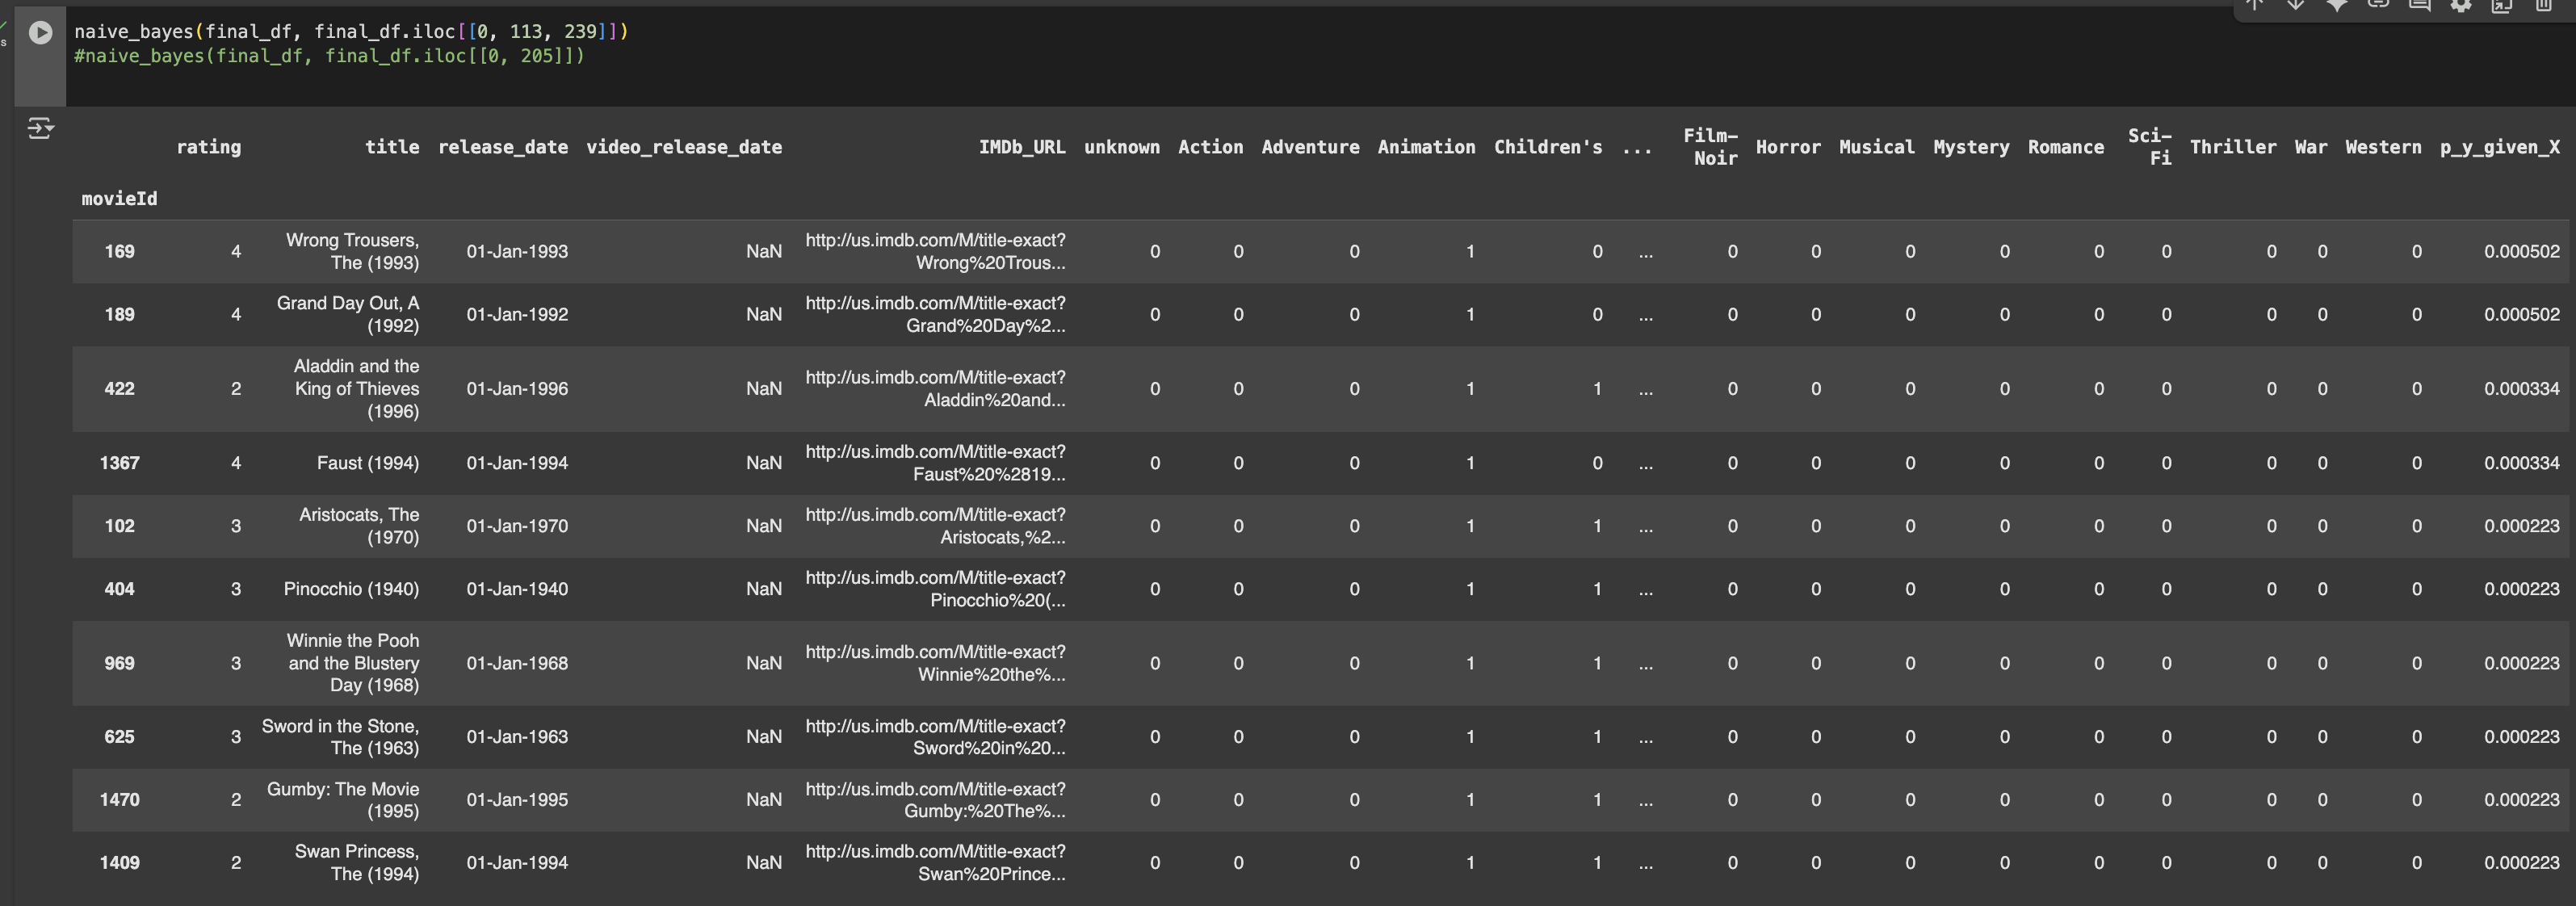 naive_bayes(final_df, final_df.iloc[[0, 113, 239]])
#naive_bayes(final_df, final_df.iloc[[0, 205]])
s
rating title release_date video_release_date IMDb_URL unknown Action Adventure Animation Children's ... Film-Noir Horror Musical Mystery Romance Sci-Fi Thriller War Western p_y_given_X
movieId
169 4 Wrong Trousers, The (1993) 01-Jan-1993 NaN http://us.imdb.com/M/title-exact?Wrong%20Trous... 0 0 0 1 0 ... 0 0 0 0 0 0 0 0 0 0.000502
189 4 Grand Day Out, A (1992) 01-Jan-1992 NaN http://us.imdb.com/M/title-exact?Grand%20Day%2... 0 0 0 1 0 ... 0 0 0 0 0 0 0 0 0 0.000502
422 2 Aladdin and the King of Thieves (1996) 01-Jan-1996 NaN http://us.imdb.com/M/title-exact?Aladdin%20and... 0 0 0 1 1 ... 0 0 0 0 0 0 0 0 0 0.000334
1367 4 Faust (1994) 01-Jan-1994 NaN http://us.imdb.com/M/title-exact?Faust%20%2819... 0 0 0 1 0 ... 0 0 0 0 0 0 0 0 0 0.000334
102 3 Aristocats, The (1970) 01-Jan-1970 NaN http://us.imdb.com/M/title-exact?Aristocats,%2... 0 0 0 1 1 ... 0 0 0 0 0 0 0 0 0 0.000223
404 3 Pinocchio (1940) 01-Jan-1940 NaN http://us.imdb.com/M/title-exact?Pinocchio%20(... 0 0 0 1 1 ... 0 0 0 0 0 0 0 0 0 0.000223
969 3 Winnie the Pooh and the Blustery Day (1968) 01-Jan-1968 NaN http://us.imdb.com/M/title-exact?Winnie%20the%... 0 0 0 1 1 ... 0 0 0 0 0 0 0 0 0 0.000223
625 3 Sword in the Stone, The (1963) 01-Jan-1963 NaN http://us.imdb.com/M/title-exact?Sword%20in%20... 0 0 0 1 1 ... 0 0 0 0 0 0 0 0 0 0.000223
1470 2 Gumby: The Movie (1995) 01-Jan-1995 NaN http://us.imdb.com/M/title-exact?Gumby:%20The%... 0 0 0 1 1 ... 0 0 0 0 0 0 0 0 0 0.000223
1409 2 Swan Princess, The (1994) 01-Jan-1994 NaN http://us.imdb.com/M/title-exact?Swan%20Prince... 0 0 0 1 1 ... 0 0 0 0 0 0 0 0 0 0.000223